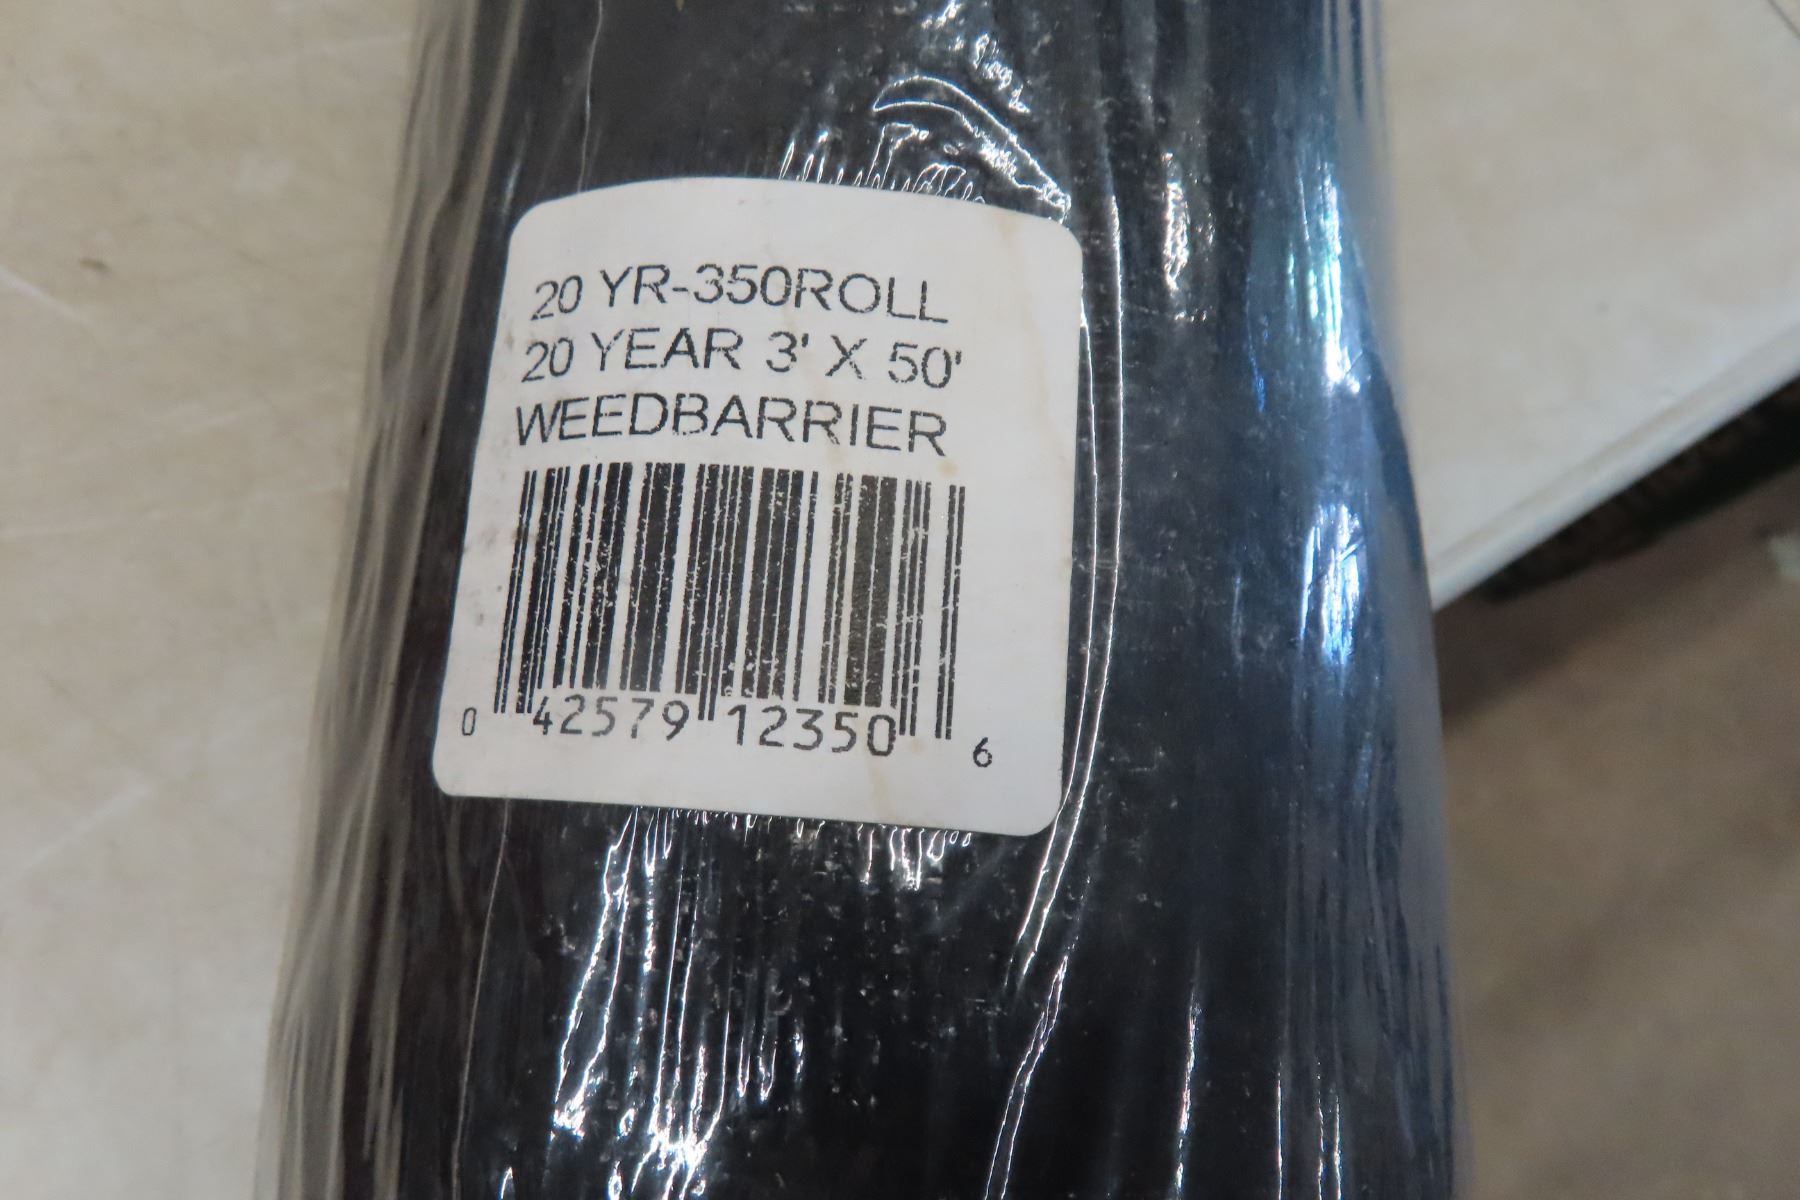 20 YR-350ROLL
20 YEAR 3' X 50'
WEEDBARRIER
0 42579 12350 6